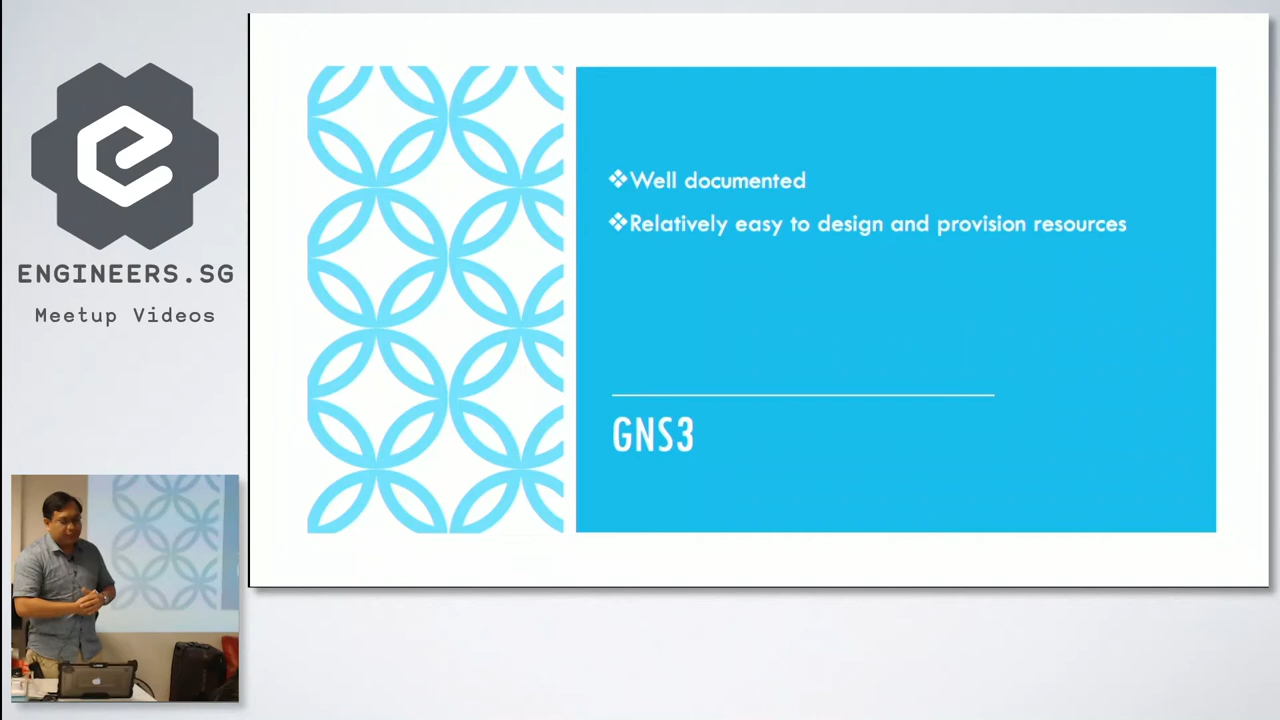 ENGINEERS.SG
Meetup Videos
❖Well documented
❖Relatively easy to design and provision resources
GNS3